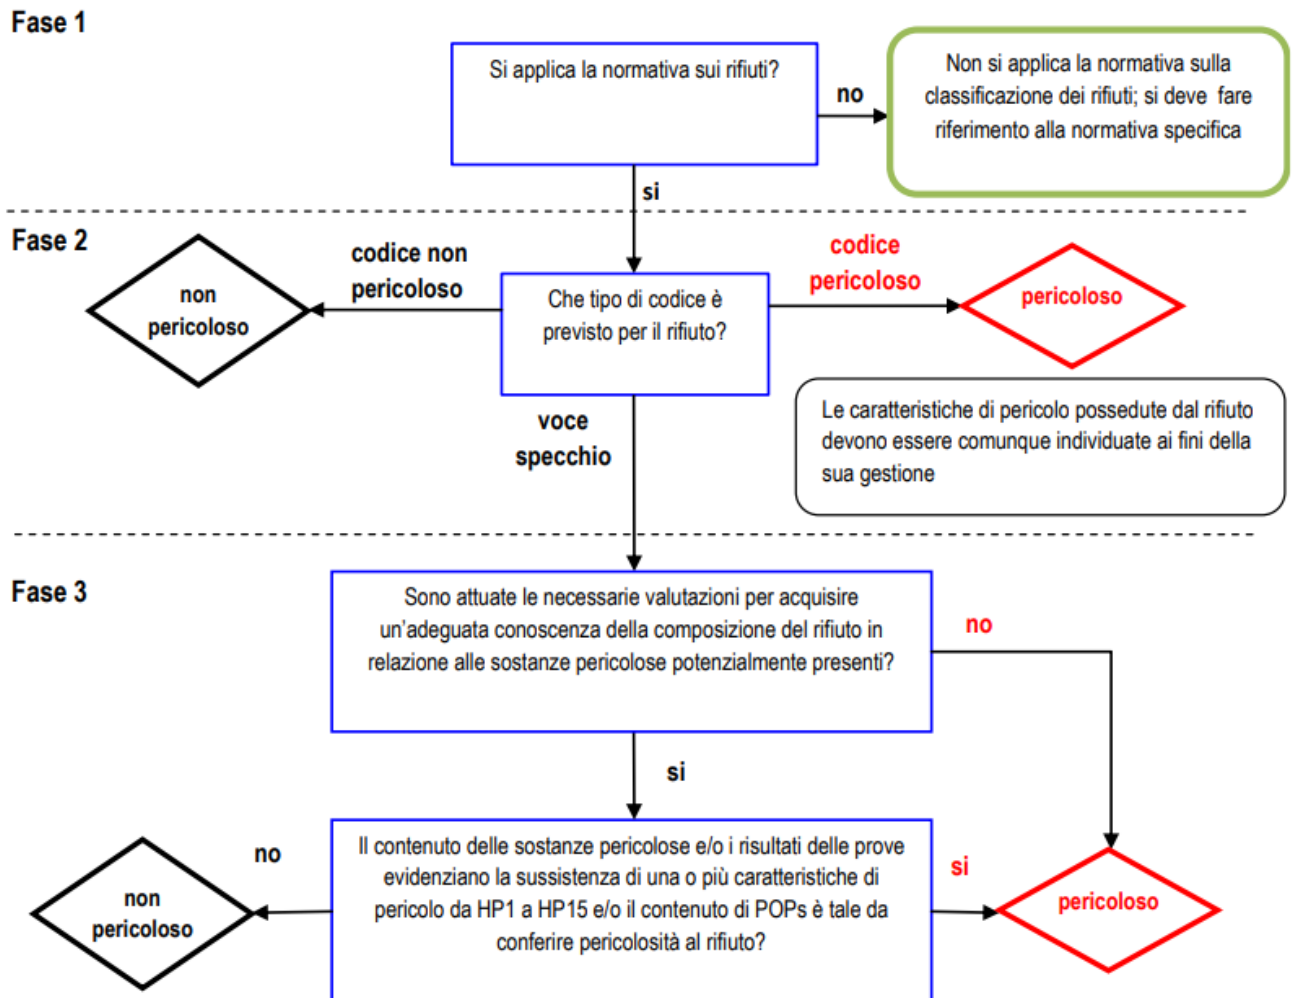 Fase 1
Si applica la normativa sui rifiuti?
no
Non si applica la normativa sulla
classificazione dei rifiuti; si deve fare
riferimento alla normativa specifica
si
Fase 2
non
pericoloso
codice non
pericoloso
Che tipo di codice è
previsto per il rifiuto?
codice
pericoloso
pericoloso
voce
specchio
Le caratteristiche di pericolo possedute dal rifiuto
devono essere comunque individuate ai fini della
sua gestione
Fase 3
Sono attuate le necessarie valutazioni per acquisire
un'adeguata conoscenza della composizione del rifiuto in
relazione alle sostanze pericolose potenzialmente presenti?
no
si
non
pericoloso
no
Il contenuto delle sostanze pericolose e/o i risultati delle prove
evidenziano la sussistenza di una o più caratteristiche di
pericolo da HP1 a HP15 e/o il contenuto di POPs è tale da
conferire pericolosità al rifiuto?
si
pericoloso